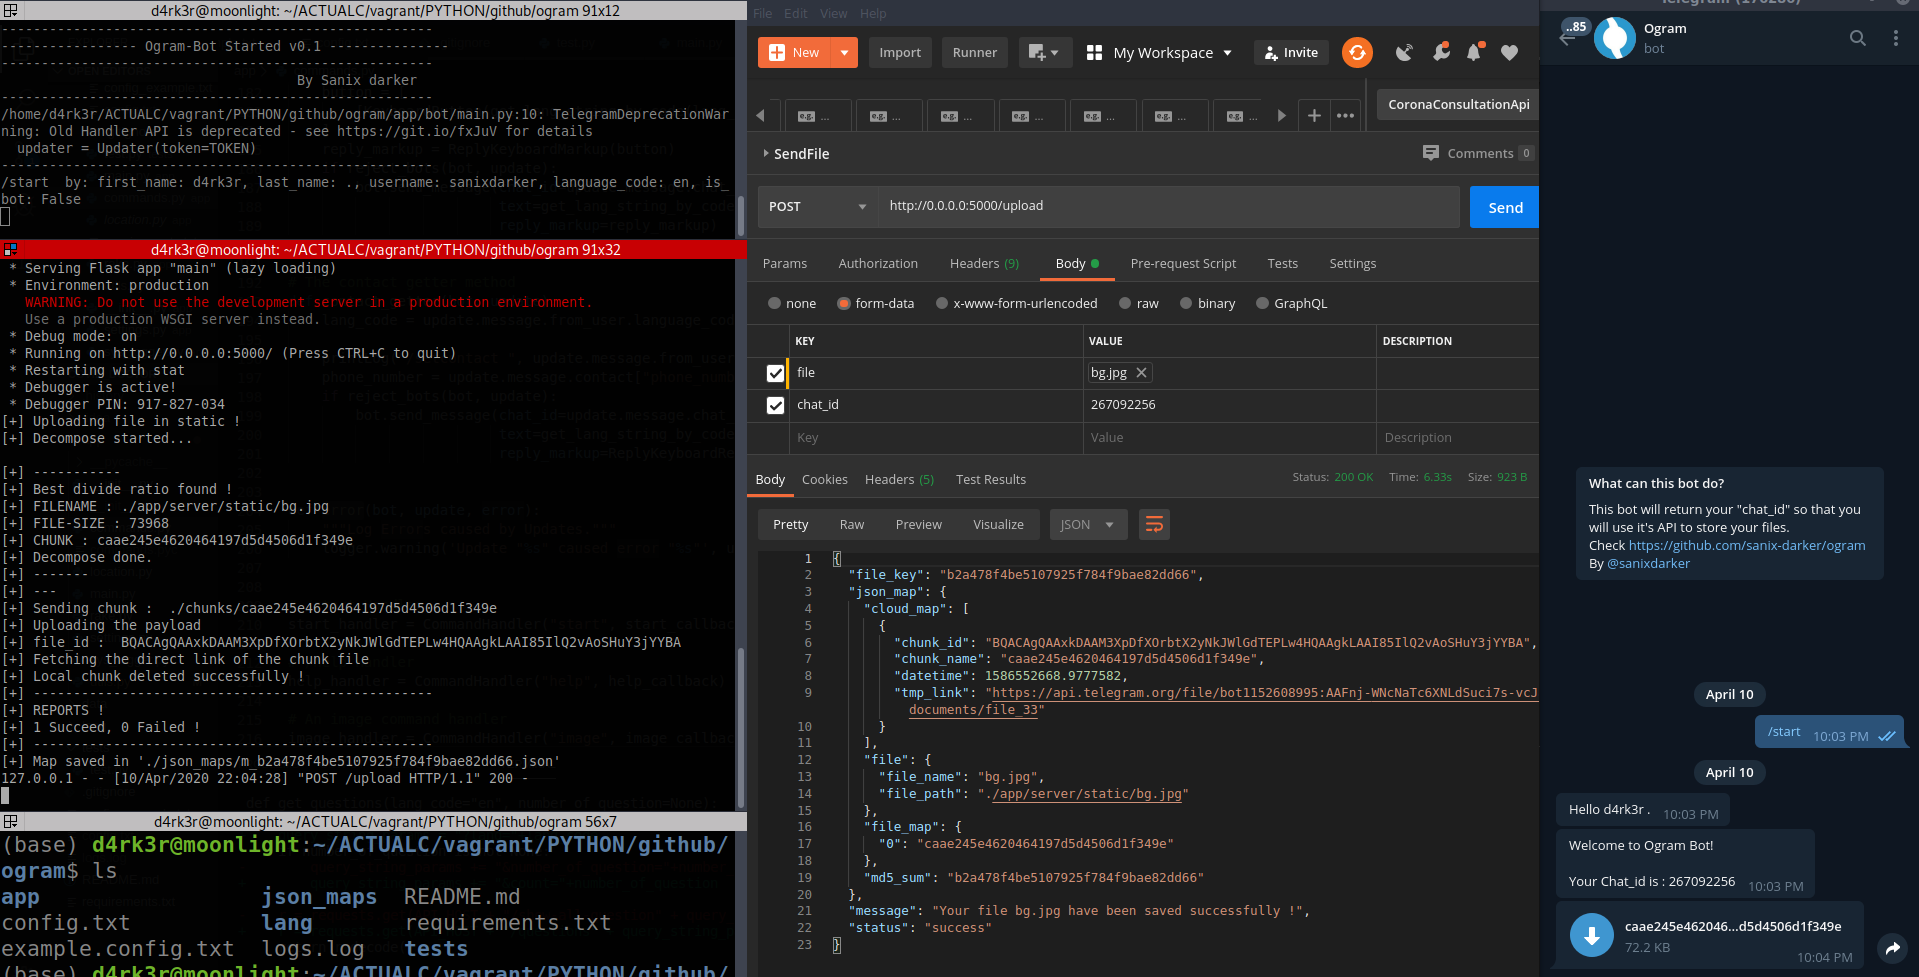 d4rk3r@moonlight: ~/ACTUALC/vagrant/PYTHON/github/ogram 91x12
---------------- Ogram-Bot Started v0.1 ---------------
By Sanix darker
/home/d4rk3r/ACTUALC/vagrant/PYTHON/github/ogram/app/bot/main.py:10: TelegramDeprecationWar
ning: Old Handler API is deprecated - see https://git.io/fxJuV for details
updater = Updater(token=TOKEN)
/start  by: first_name: d4rk3r, last_name: ., username: sanixdarker, language_code: en, is_
bot: False
d4rk3r@moonlight: ~/ACTUALC/vagrant/PYTHON/github/ogram 91x32
* Serving Flask app "main" (lazy loading)
* Environment: production
WARNING: Do not use the development server in a production environment.
Use a production WSGI server instead.
* Debug mode: on
* Running on http://0.0.0.0:5000/ (Press CTRL+C to quit)
* Restarting with stat
* Debugger is active!
* Debugger PIN: 917-827-034
[+] Uploading file in static !
[+] Decompose started...
[+] -----------
[+] Best divide ratio found !
[+] FILENAME : ./app/server/static/bg.jpg
[+] FILE-SIZE : 73968
[+] CHUNK : caae245e4620464197d5d4506d1f349e
[+] Decompose done.
[+] -------
[+] ---
[+] Sending chunk :  ./chunks/caae245e4620464197d5d4506d1f349e
[+] Uploading the payload
[+] file_id :  BQACAgQAAxkDAAM3XpDfXOrbtX2yNkJWlGdTEPLw4HQAAgkLAAI85IlQ2vAoSHuY3jYYBA
[+] Fetching the direct link of the chunk file
[+] Local chunk deleted successfully !
[+] ------------------------------------------------
[+] REPORTS !
[+] 1 Succeed, 0 Failed !
[+] ------------------------------------------------
[+] Map saved in './json_maps/m_b2a478f4be5107925f784f9bae82dd66.json'
127.0.0.1 - - [10/Apr/2020 22:04:28] "POST /upload HTTP/1.1" 200 -
d4rk3r@moonlight: ~/ACTUALC/vagrant/PYTHON/github/ogram 56x7
(base) d4rk3r@moonlight:~/ACTUALC/vagrant/PYTHON/github/
ogram$ ls
app json_maps README.md
config.txt lang requirements.txt
example.config.txt logs.log tests
(base) d4rk3r@moonlight:~/ACTUALC/vagrant/PYTHON/github/
File Edit View Help
New Import Runner My Workspace Invite
e.g. ... e.g. ... e.g. ... e.g. ... e.g. ... e.g. ... e.g. ... CoronaConsultationApi
SendFile Comments 0
POST http://0.0.0.0:5000/upload Send
Params Authorization Headers (9) Body Pre-request Script Tests Settings
none form-data x-www-form-urlencoded raw binary GraphQL
KEY VALUE DESCRIPTION
file bg.jpg
chat_id 267092256
Key Value Description
Body Cookies Headers (5) Test Results Status: 200 OK Time: 6.33s Size: 923 B
Pretty Raw Preview Visualize JSON
1 {
2 "file_key": "b2a478f4be5107925f784f9bae82dd66",
3 "json_map": {
4 "cloud_map": [
5 {
6 "chunk_id": "BQACAgQAAxkDAAM3XpDfXOrbtX2yNkJWlGdTEPLw4HQAAgkLAAI85IlQ2vAoSHuY3jYYBA",
7 "chunk_name": "caae245e4620464197d5d4506d1f349e",
8 "datetime": 1586552668.9777582,
9 "tmp_link": "https://api.telegram.org/file/bot1152608995:AAFnj-WNcNaTc6XNLdSuci7s-vcJ
documents/file_33"
10 }
11 ],
12 "file": {
13 "file_name": "bg.jpg",
14 "file_path": "./app/server/static/bg.jpg"
15 },
16 "file_map": {
17 "0": "caae245e4620464197d5d4506d1f349e"
18 },
19 "md5_sum": "b2a478f4be5107925f784f9bae82dd66"
20 },
21 "message": "Your file bg.jpg have been saved successfully !",
22 "status": "success"
23 }
..85 Ogram
bot
What can this bot do?
This bot will return your "chat_id" so that you
will use it's API to store your files.
Check https://github.com/sanix-darker/ogram
By @sanixdarker
April 10
/start 10:03 PM
April 10
Hello d4rk3r . 10:03 PM
Welcome to Ogram Bot!
Your Chat_id is : 267092256 10:03 PM
caae245e462046...d5d4506d1f349e
72.2 KB
10:04 PM